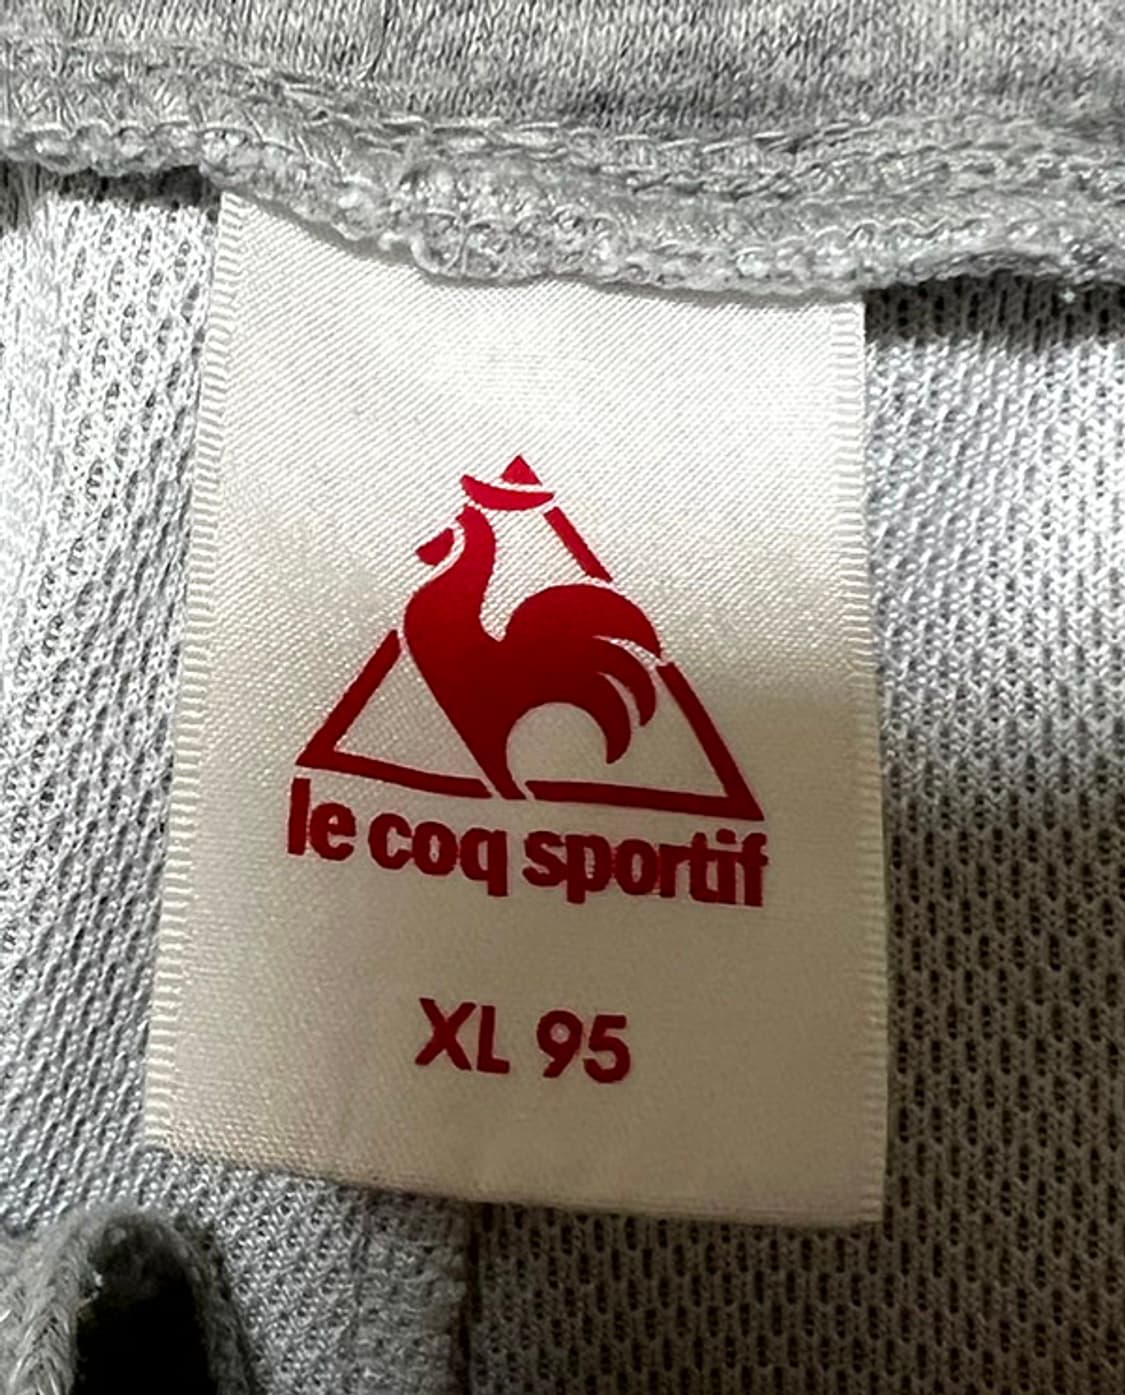 le coq sportif
XL 95